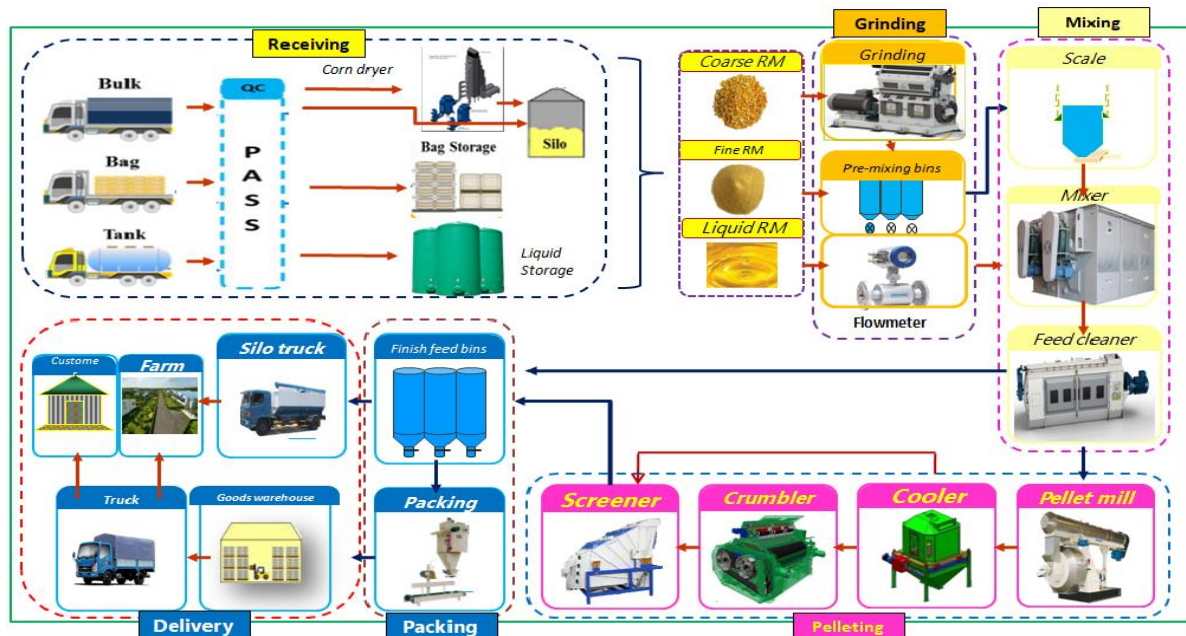 Receiving
Grinding
Mixing
Bulk
Bag
Tank
QC
P
A
S
S
Corn dryer
Silo
Bag Storage
Liquid
Storage
Coarse RM
Fine RM
Liquid RM
Grinding
Pre-mixing bins
Flowmeter
Scale
Mixer
Feed cleaner
Custome
Farm
Silo truck
Finish feed bins
Truck
Goods warehouse
Packing
Screener
Crumbler
Cooler
Pellet mill
Delivery
Packing
Pelleting